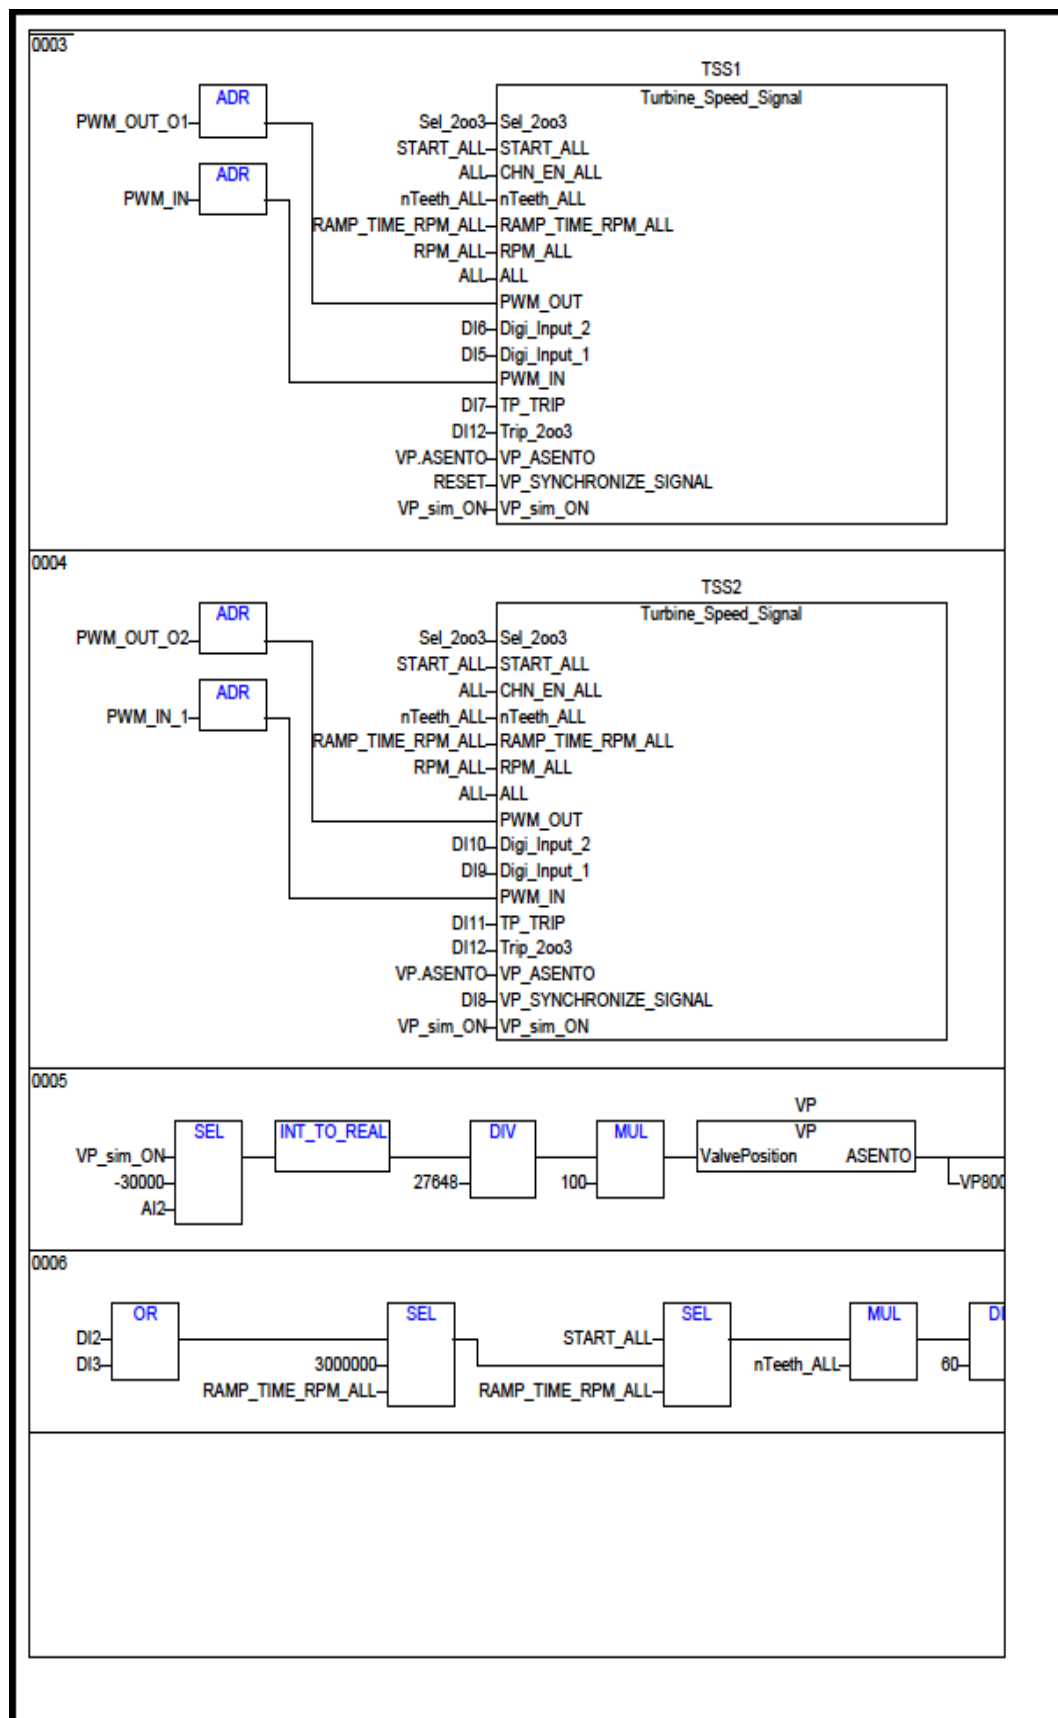 0003
TSS1
ADR Turbine_Speed_Signal
PWM_OUT_O1 Sel_2oo3 Sel_2oo3
START_ALL START_ALL
ADR ALL CHN_EN_ALL
PWM_IN nTeeth_ALL nTeeth_ALL
RAMP_TIME_RPM_ALL RAMP_TIME_RPM_ALL
RPM_ALL RPM_ALL
ALL ALL
PWM_OUT
DI6 Digi_Input_2
DI5 Digi_Input_1
PWM_IN
DI7 TP_TRIP
DI12 Trip_2oo3
VP.ASENTO VP_ASENTO
RESET VP_SYNCHRONIZE_SIGNAL
VP_sim_ON VP_sim_ON
0004
TSS2
ADR Turbine_Speed_Signal
PWM_OUT_O2 Sel_2oo3 Sel_2oo3
START_ALL START_ALL
ADR ALL CHN_EN_ALL
PWM_IN_1 nTeeth_ALL nTeeth_ALL
RAMP_TIME_RPM_ALL RAMP_TIME_RPM_ALL
RPM_ALL RPM_ALL
ALL ALL
PWM_OUT
DI10 Digi_Input_2
DI9 Digi_Input_1
PWM_IN
DI11 TP_TRIP
DI12 Trip_2oo3
VP.ASENTO VP_ASENTO
DI8 VP_SYNCHRONIZE_SIGNAL
VP_sim_ON VP_sim_ON
0005
VP
SEL INT_TO_REAL DIV MUL VP
VP_sim_ON ValvePosition ASENTO
-30000 27648 100 VP800
AI2
0006
OR SEL SEL MUL DI
DI2 START_ALL
DI3 3000000 nTeeth_ALL 60
RAMP_TIME_RPM_ALL RAMP_TIME_RPM_ALL